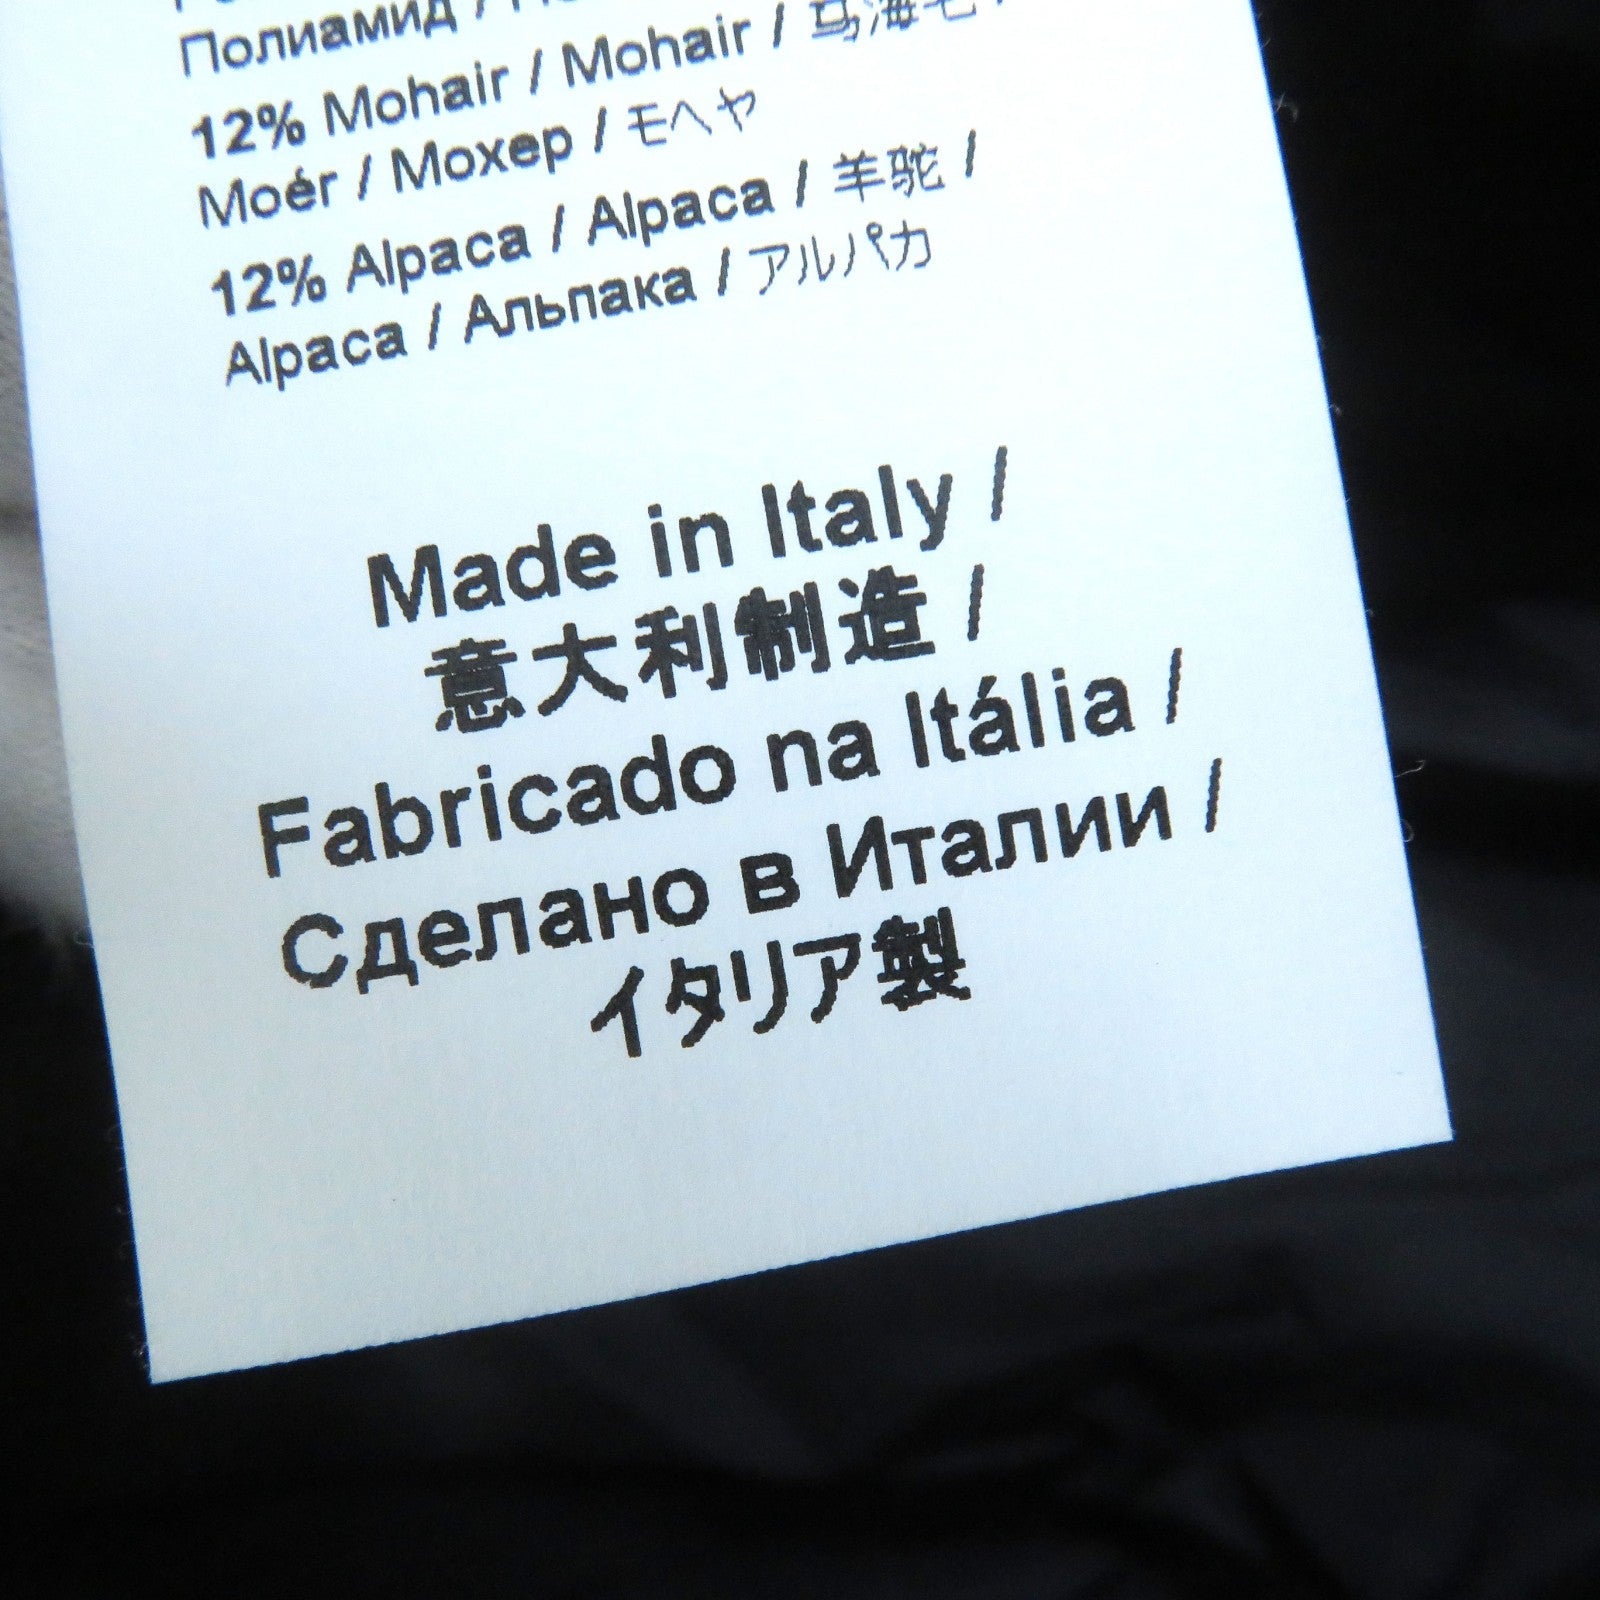 Полиамид /
12% Mohair / Mohair / 马海毛 /
Moér / Мохер / モヘヤ
12% Alpaca / Alpaca / 羊驼 /
Alpaca / Альпака / アルパカ
Made in Italy /
意大利制造 /
Fabricado na Itália /
Сделано в Италии /
イタリア製